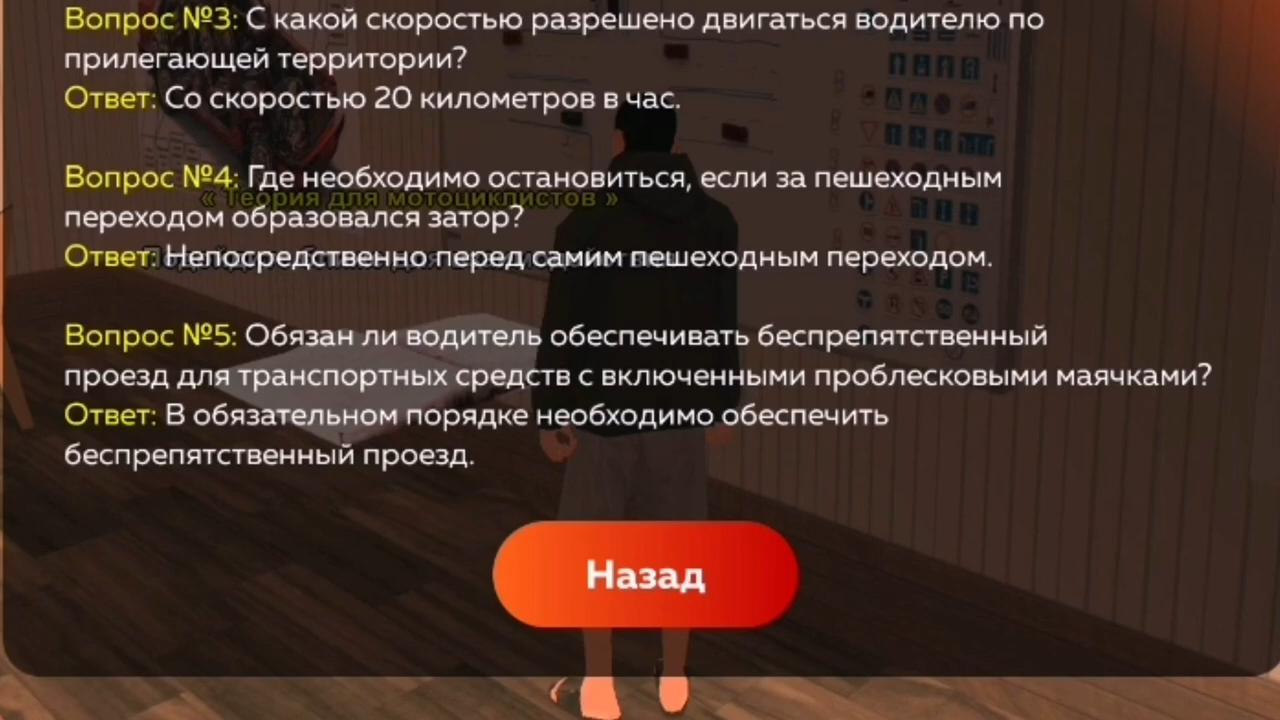 Вопрос №3: С какой скоростью разрешено двигаться водителю по
прилегающей территории?
Ответ: Со скоростью 20 километров в час.
Вопрос №4: Где необходимо остановиться, если за пешеходным
« Теория для мотоциклистов »
переходом образовался затор?
Ответ: Непосредственно перед самим пешеходным переходом.
Вопрос №5: Обязан ли водитель обеспечивать беспрепятственный
проезд для транспортных средств с включенными проблесковыми маячками?
Ответ: В обязательном порядке необходимо обеспечить
беспрепятственный проезд.
Назад